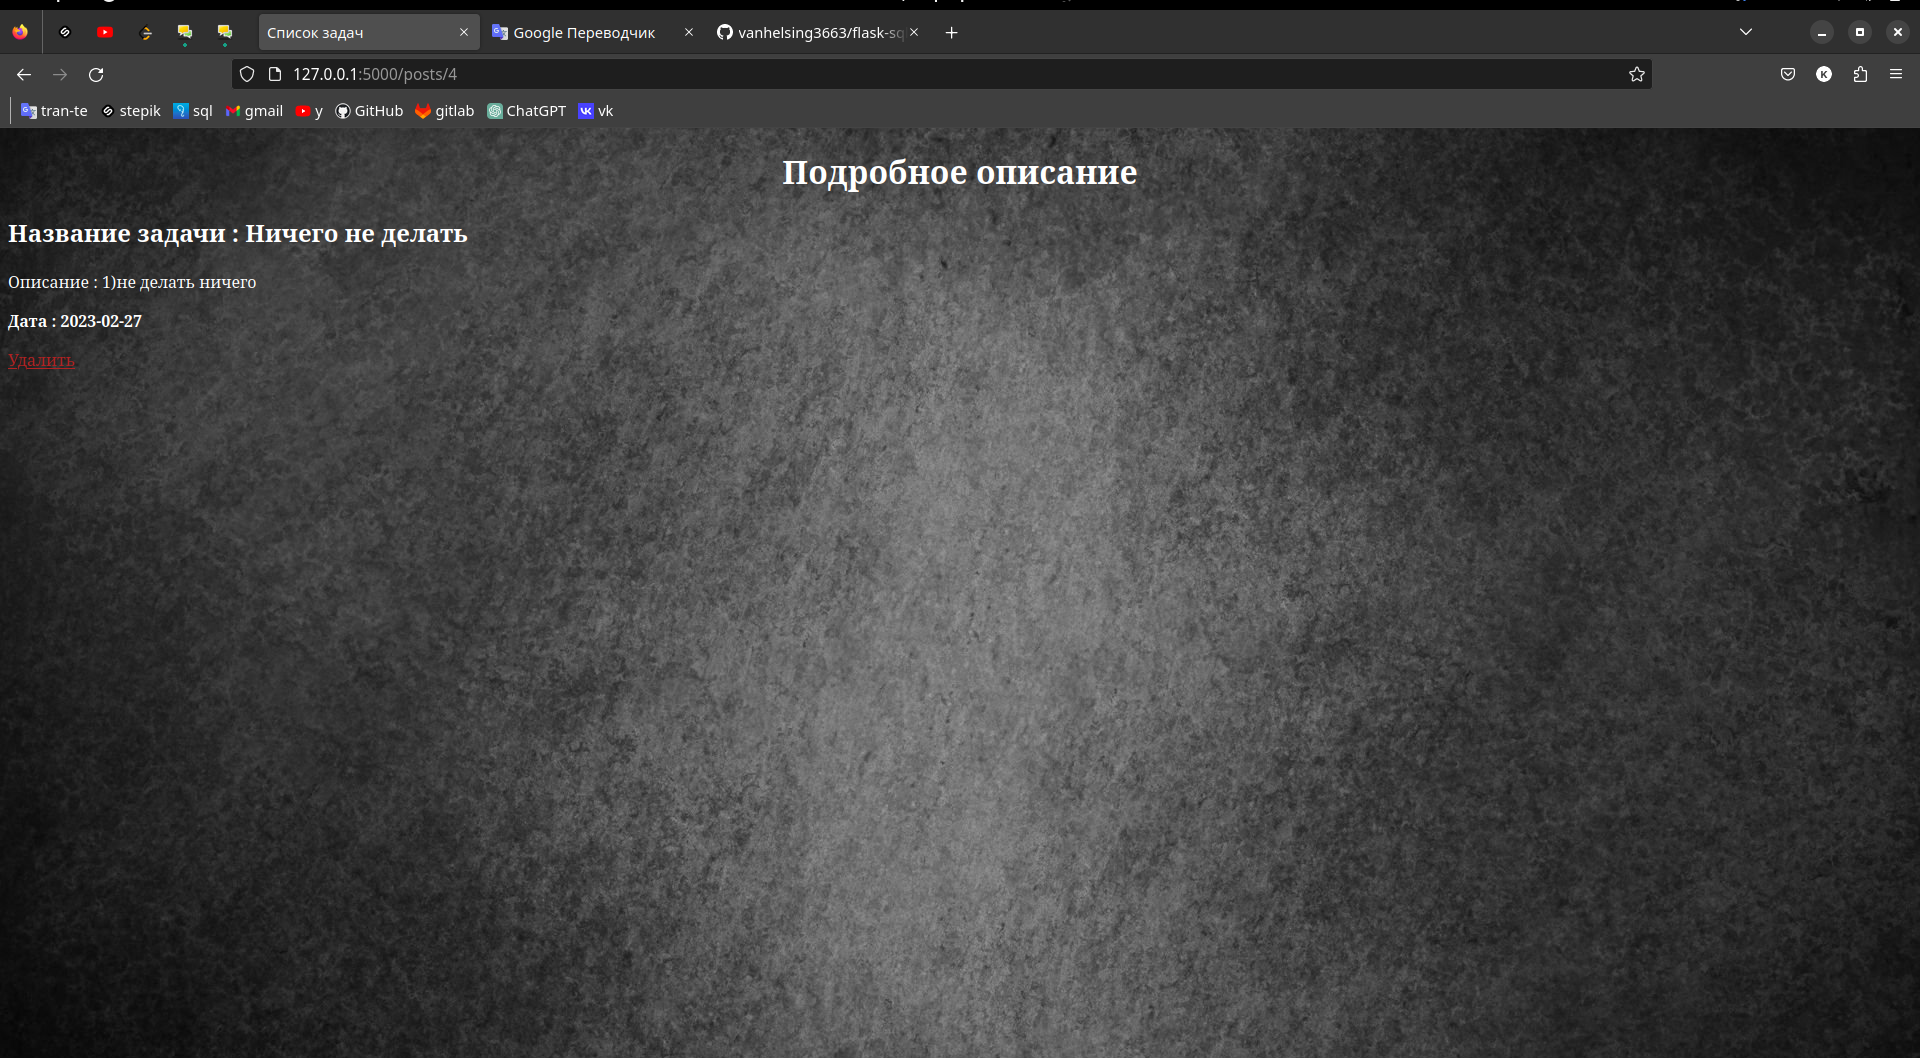 Список задач
Google Переводчик
vanhelsing3663/flask-sq
127.0.0.1:5000/posts/4
tran-te
stepik
sql
gmail
y
GitHub
gitlab
ChatGPT
vk
Подробное описание
Название задачи : Ничего не делать
Описание : 1)не делать ничего
Дата : 2023-02-27
Удалить